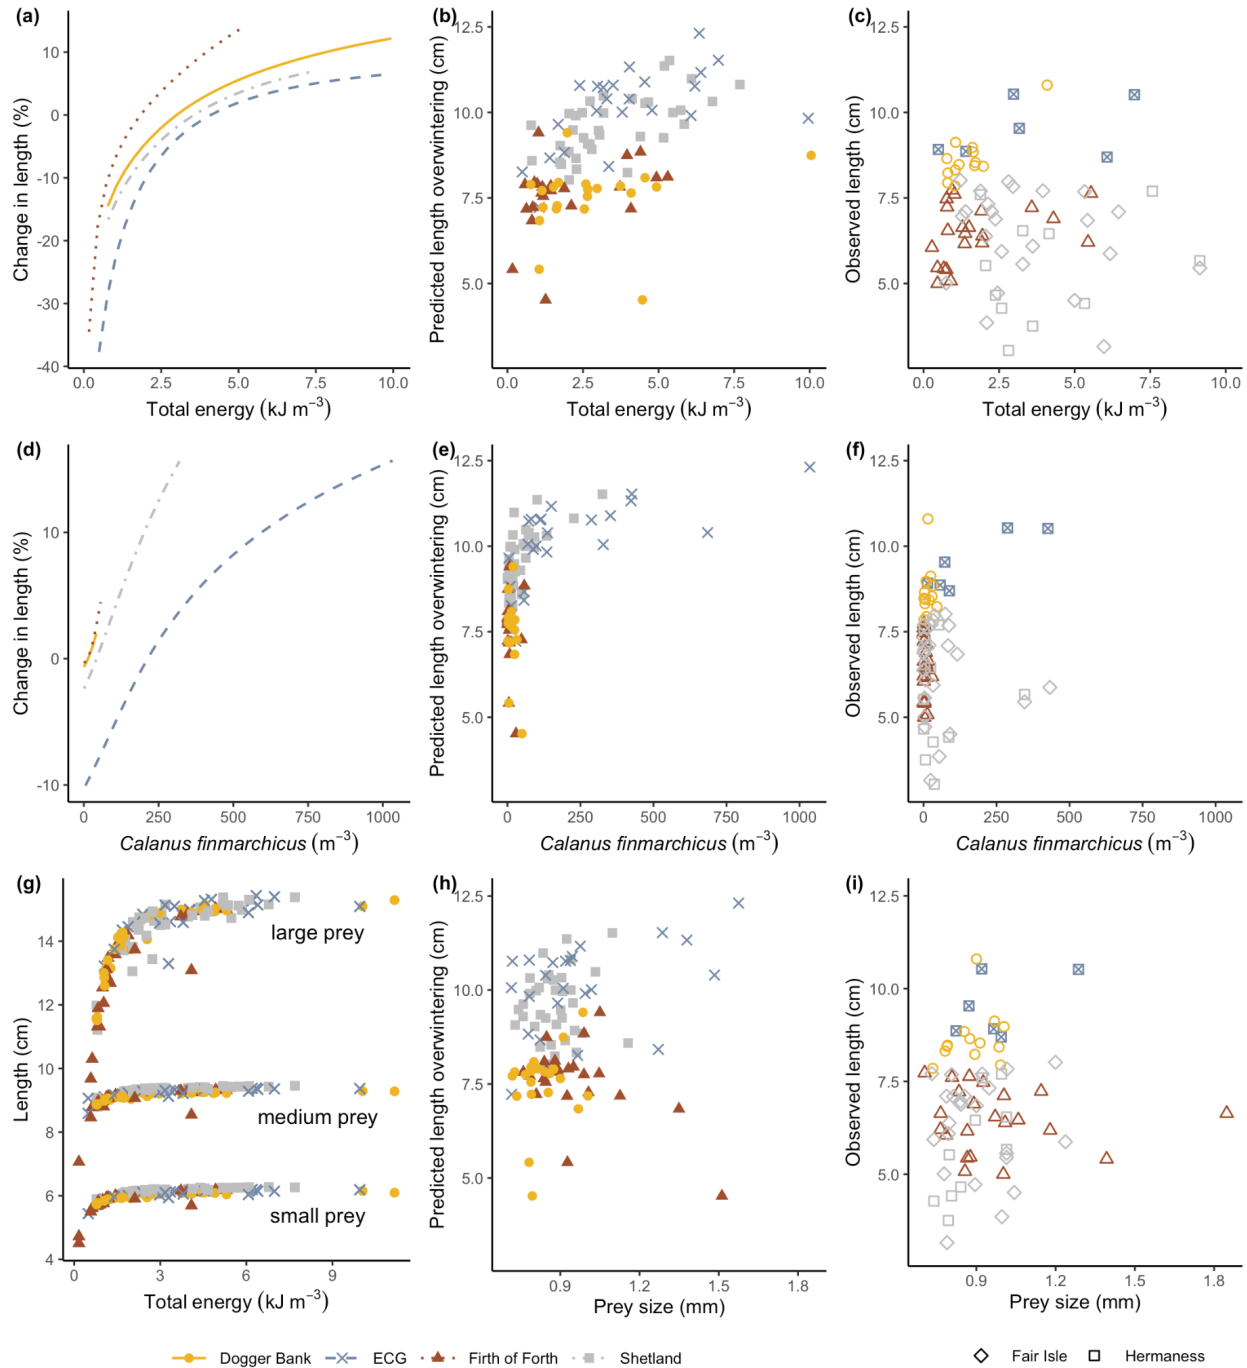 (a)
Change in length (%)
10
0
-10
-20
-30
-40
0.0 2.5 5.0 7.5 10.0
Total energy (kJ m−3)
(b)
Predicted length overwintering (cm)
12.5
10.0
7.5
5.0
0.0 2.5 5.0 7.5 10.0
Total energy (kJ m−3)
(c)
Observed length (cm)
12.5
10.0
7.5
5.0
0.0 2.5 5.0 7.5 10.0
Total energy (kJ m−3)
(d)
Change in length (%)
10
0
-10
0 250 500 750 1000
Calanus finmarchicus (m−3)
(e)
Predicted length overwintering (cm)
12.5
10.0
7.5
5.0
0 250 500 750 1000
Calanus finmarchicus (m−3)
(f)
Observed length (cm)
12.5
10.0
7.5
5.0
0 250 500 750 1000
Calanus finmarchicus (m−3)
(g)
Length (cm)
14
12
10
8
6
4
large prey
medium prey
small prey
0 3 6 9
Total energy (kJ m−3)
(h)
Predicted length overwintering (cm)
12.5
10.0
7.5
5.0
0.9 1.2 1.5 1.8
Prey size (mm)
(i)
Observed length (cm)
12.5
10.0
7.5
5.0
0.9 1.2 1.5 1.8
Prey size (mm)
Dogger Bank ECG Firth of Forth Shetland Fair Isle Hermaness